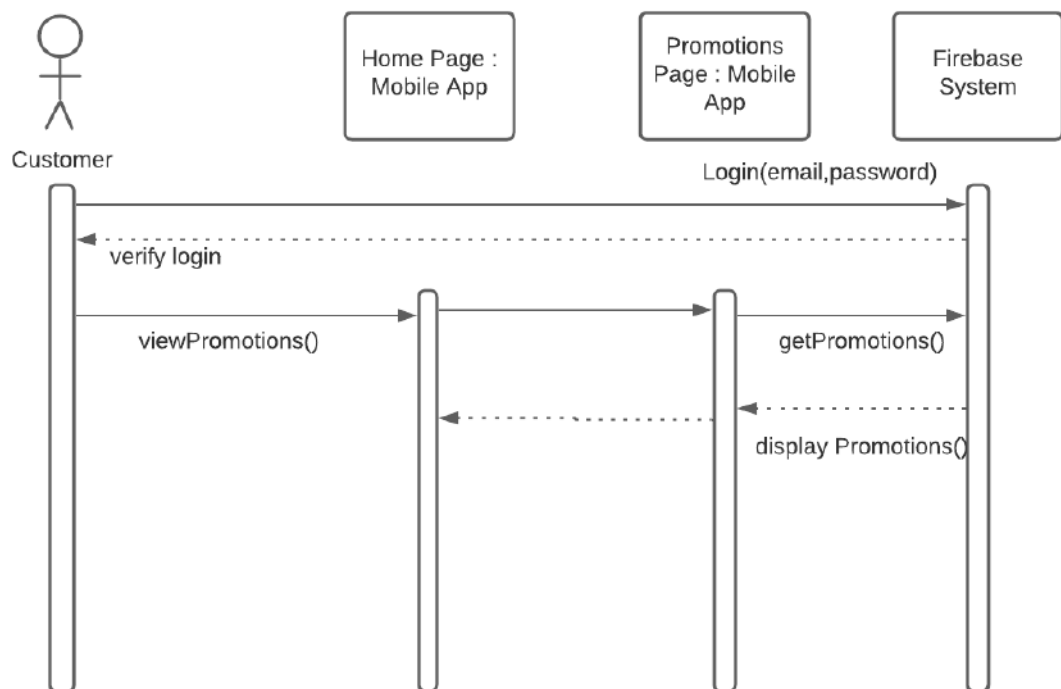 Home Page :
Mobile App
Promotions
Page : Mobile
App
Firebase
System
Customer
Login(email,password)
verify login
viewPromotions()
getPromotions()
display Promotions()